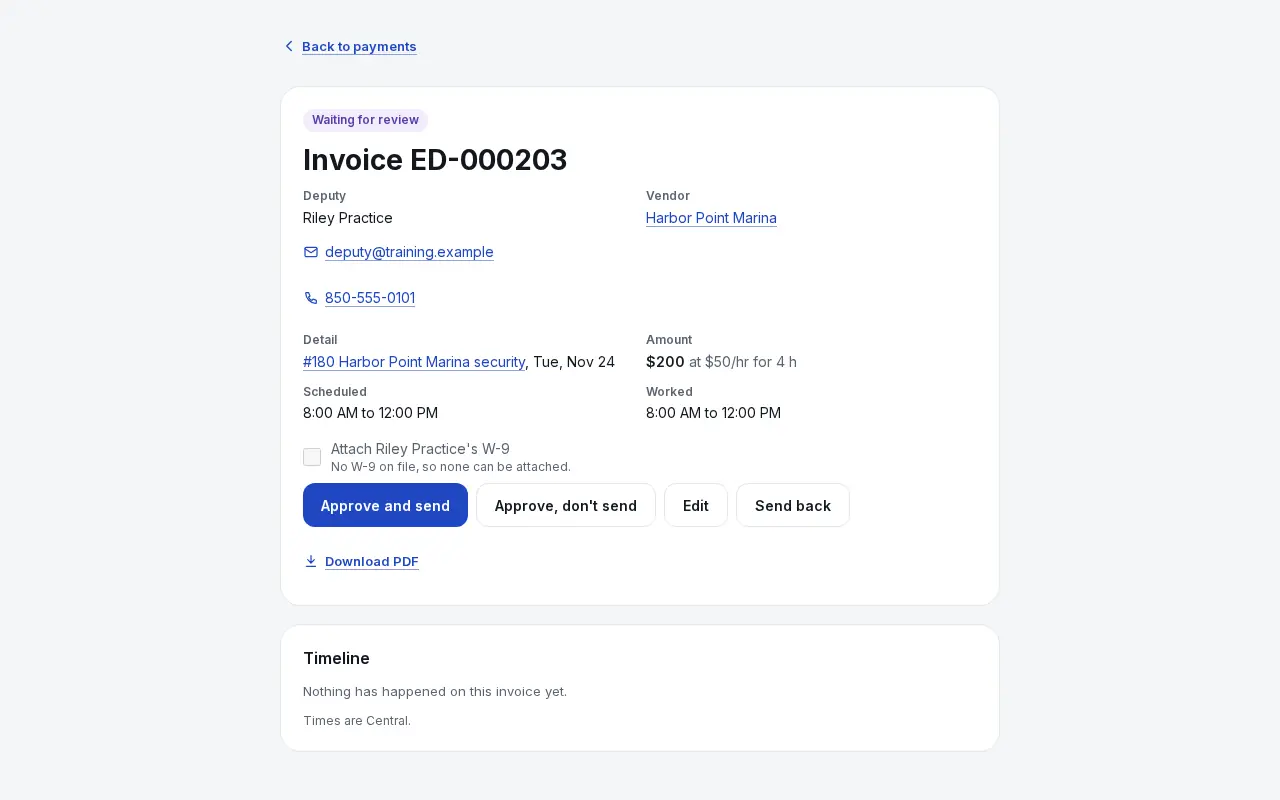 Back to payments
Waiting for review
Invoice ED-000203
Deputy
Riley Practice
deputy@training.example
850-555-0101
Vendor
Harbor Point Marina
Detail
#180 Harbor Point Marina security, Tue, Nov 24
Amount
$200 at $50/hr for 4 h
Scheduled
8:00 AM to 12:00 PM
Worked
8:00 AM to 12:00 PM
Attach Riley Practice's W-9
No W-9 on file, so none can be attached.
Approve and send
Approve, don't send
Edit
Send back
Download PDF
Timeline
Nothing has happened on this invoice yet.
Times are Central.